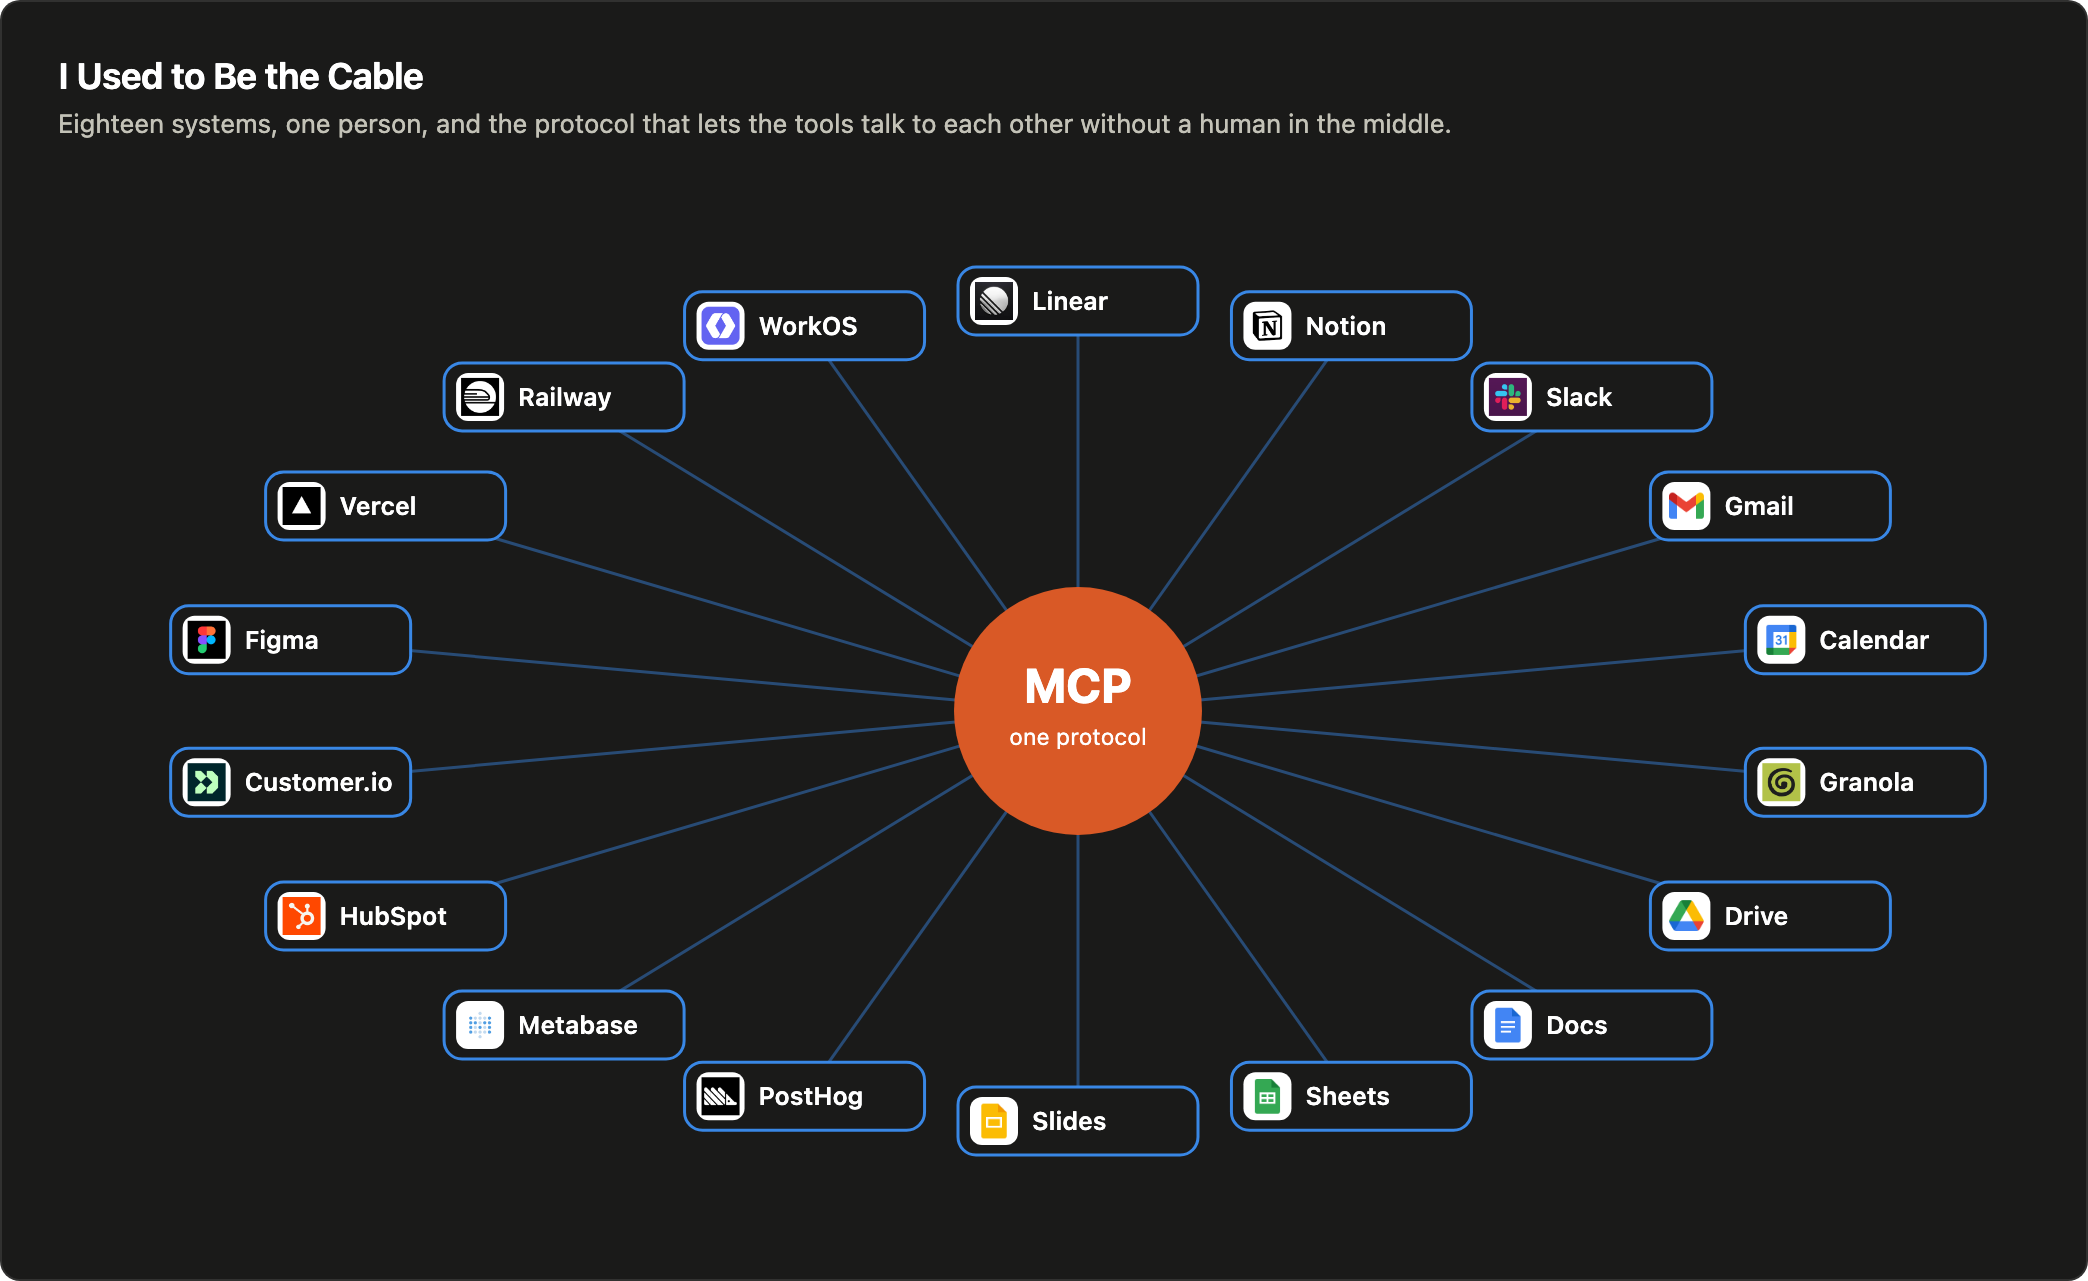 I Used to Be the Cable
Eighteen systems, one person, and the protocol that lets the tools talk to each other without a human in the middle.
Linear
WorkOS
Notion
Railway
Slack
Vercel
Gmail
Figma
31
Calendar
MCP
one protocol
Customer.io
Granola
HubSpot
Drive
Metabase
Docs
PostHog
Sheets
Slides